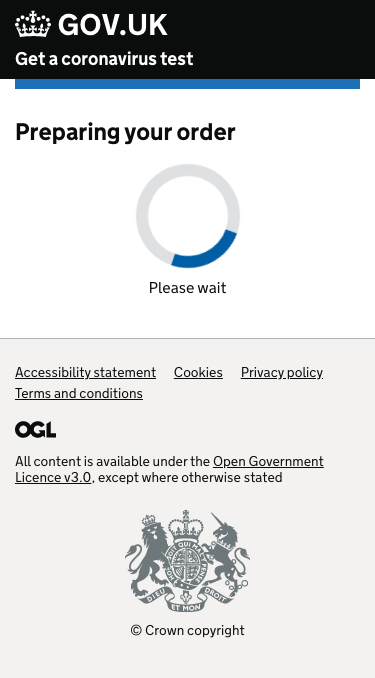 GOV.UK
Get a coronavirus test
Preparing your order
Please wait
Accessibility statement Cookies Privacy policy
Terms and conditions
OGL
All content is available under the Open Government
Licence v3.0, except where otherwise stated
DIEU ET MON DROIT
© Crown copyright